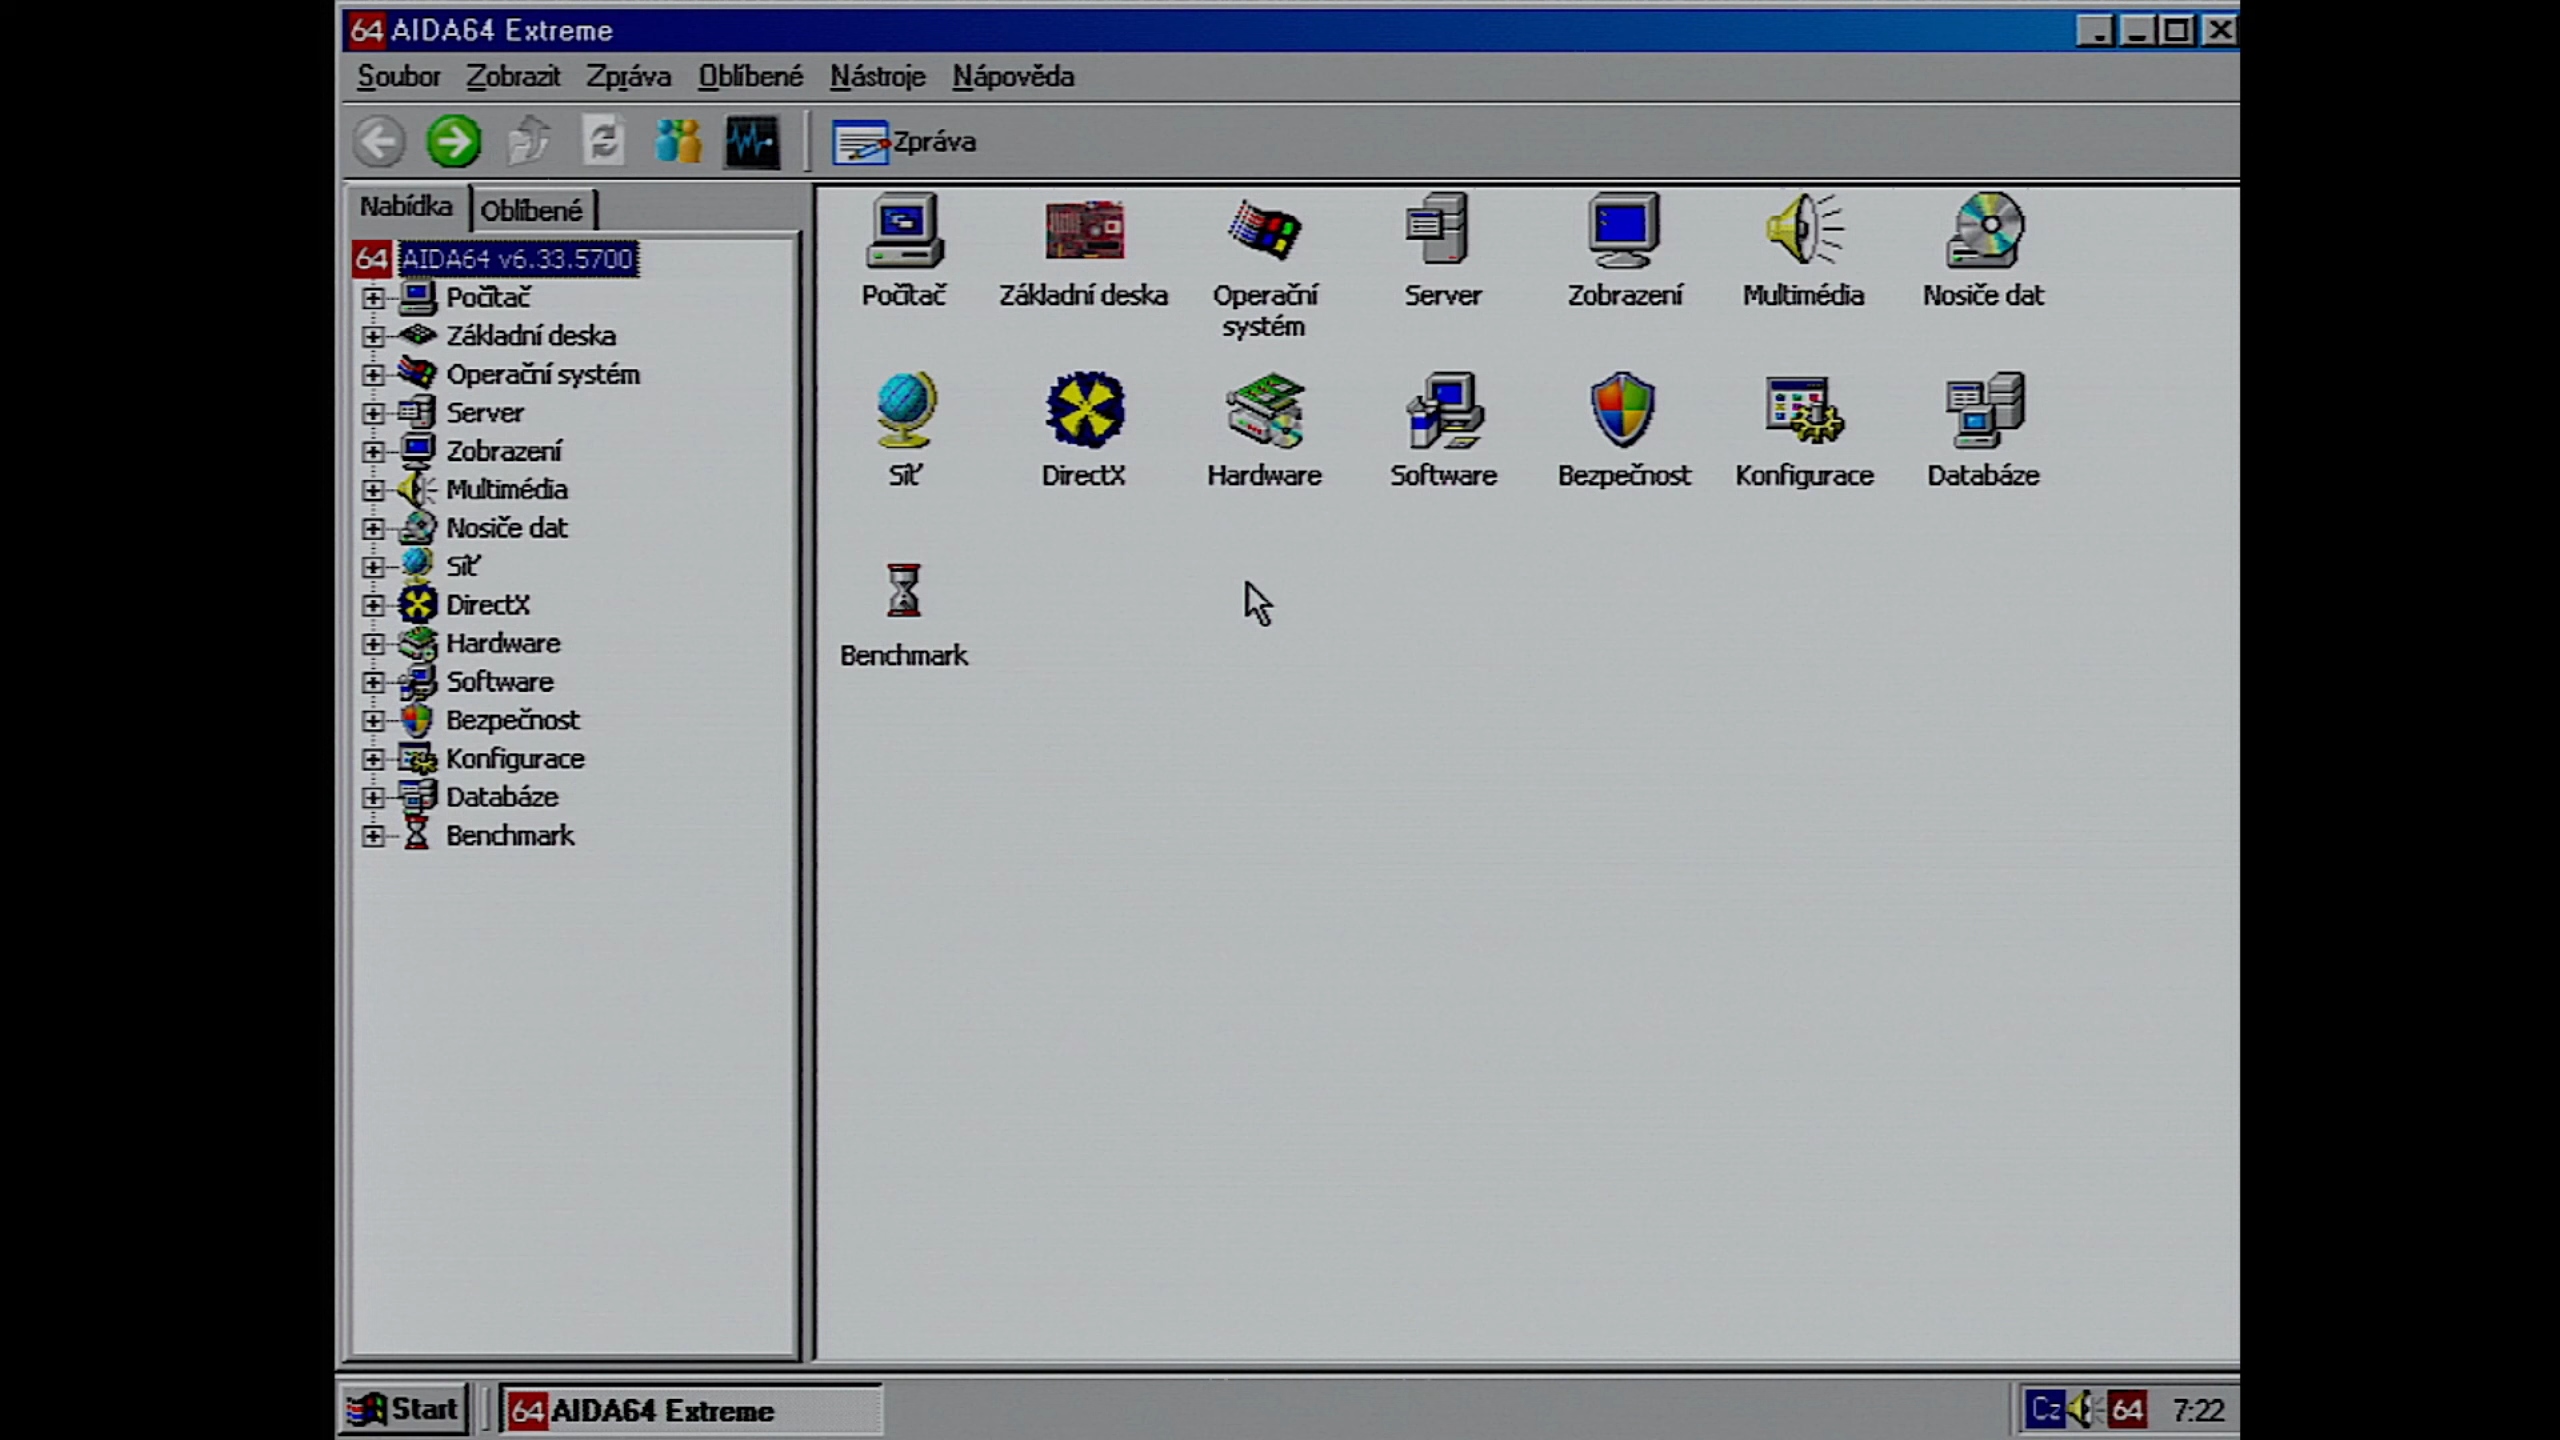 64 AIDA64 Extreme
Soubor Zobrazit Zpráva Oblíbené Nástroje Nápověda
Zpráva
Nabídka Oblíbené
64 AIDA64 v6.33.5700
Počítač
Základní deska
Operační systém
Server
Zobrazení
Multimédia
Nosiče dat
Síť
DirectX
Hardware
Software
Bezpečnost
Konfigurace
Databáze
Benchmark
Počítač Základní deska Operační systém Server Zobrazení Multimédia Nosiče dat
Síť DirectX Hardware Software Bezpečnost Konfigurace Databáze
Benchmark
Start 64 AIDA64 Extreme Cz 64 7:22